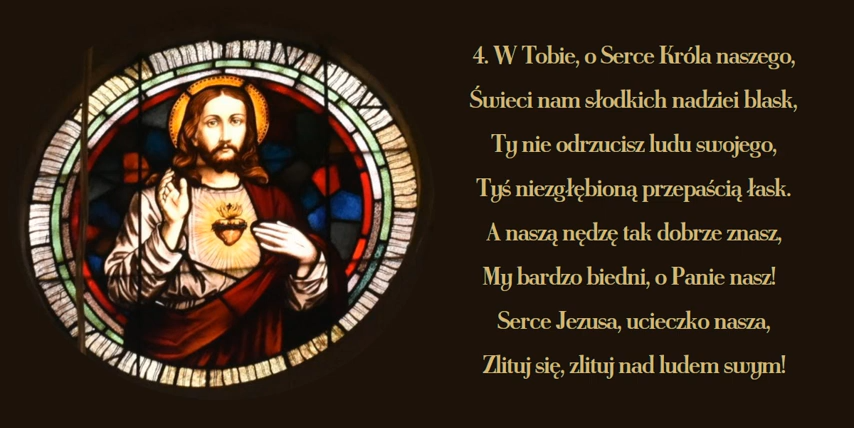 4. W Tobie, o Serce Króla naszego,
Świeci nam słodkich nadziei blask,
Ty nie odrzucisz ludu swojego,
Tyś niezgłębioną przepaścią łask.
A naszą nędzę tak dobrze znasz,
My bardzo biedni, o Panie nasz!
Serce Jezusa, ucieczko nasza,
Zlituj się, zlituj nad ludem swym!